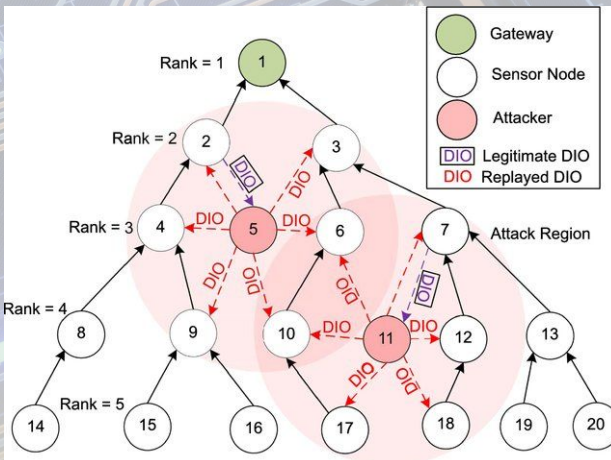 Gateway
Sensor Node
Attacker
DIO Legitimate DIO
DIO Replayed DIO
Rank = 1
1
Rank = 2
2
3
DIO
DIO
Rank = 3
4
DIO
5
DIO
6
7
Attack Region
DIO
DIO
DIO
DIO
Rank = 4
8
9
10
DIO
11
DIO
12
13
DIO
DIO
Rank = 5
14
15
16
17
18
19
20